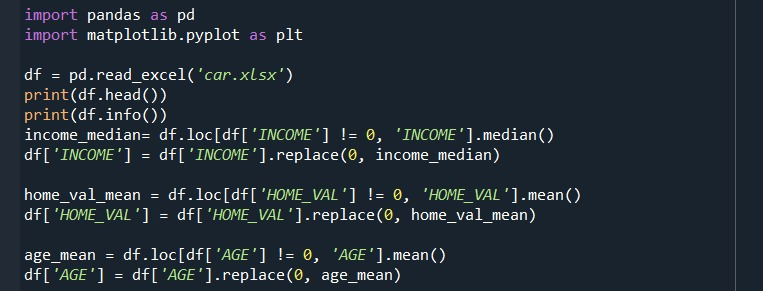 import pandas as pd
import matplotlib.pyplot as plt
df = pd.read_excel('car.xlsx')
print(df.head())
print(df.info())
income_median= df.loc[df['INCOME'] != 0, 'INCOME'].median()
df['INCOME'] = df['INCOME'].replace(0, income_median)
home_val_mean = df.loc[df['HOME_VAL'] != 0, 'HOME_VAL'].mean()
df['HOME_VAL'] = df['HOME_VAL'].replace(0, home_val_mean)
age_mean = df.loc[df['AGE'] != 0, 'AGE'].mean()
df['AGE'] = df['AGE'].replace(0, age_mean)